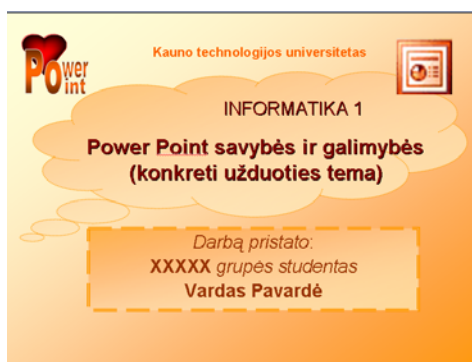 Power
Point
Kauno technologijos universitetas
INFORMATIKA 1
Power Point savybės ir galimybės
(konkreti užduoties tema)
Darbą pristato:
XXXXX grupės studentas
Vardas Pavardė